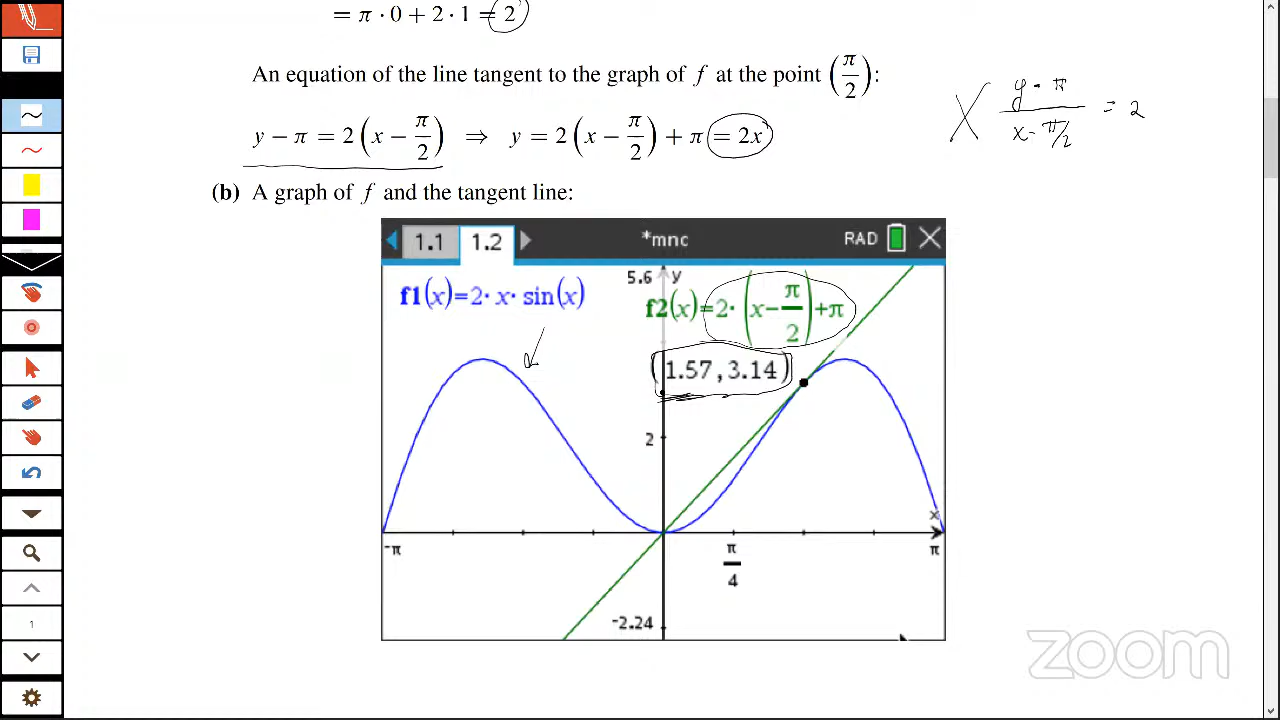 = π · 0 + 2 · 1 = 2
An equation of the line tangent to the graph of f at the point (π/2):
y − π = 2(x − π/2) ⇒ y = 2(x − π/2) + π = 2x
y - π / x - π/2 = 2
(b) A graph of f and the tangent line:
1.1 1.2 *mnc RAD
5.6 y
f1(x)=2· x· sin(x)
f2(x)=2· (x−π/2)+π
(1.57,3.14)
2
x
-π π/4 π
-2.24
zoom
1